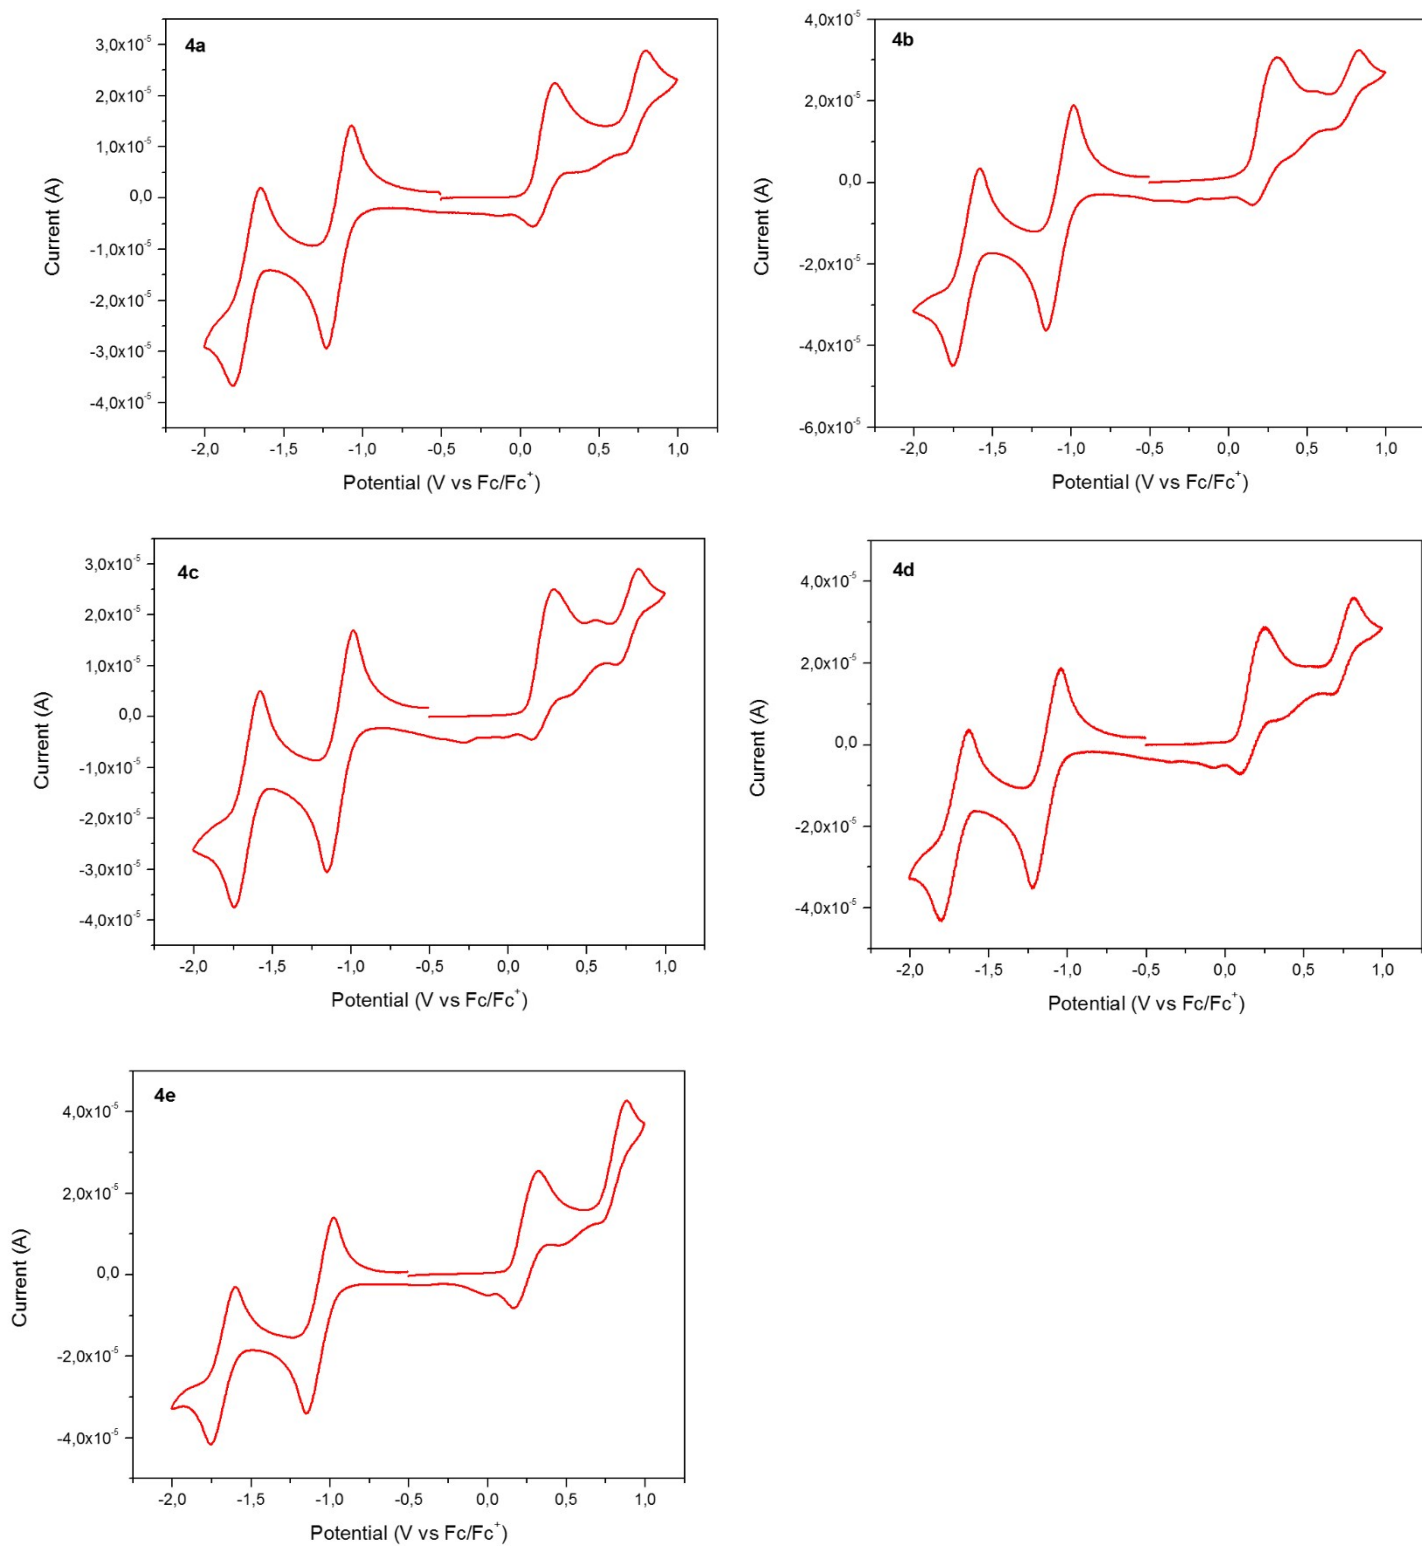 4a
3,0x10⁻⁵
2,0x10⁻⁵
1,0x10⁻⁵
0,0
-1,0x10⁻⁵
-2,0x10⁻⁵
-3,0x10⁻⁵
-4,0x10⁻⁵
Current (A)
-2,0 -1,5 -1,0 -0,5 0,0 0,5 1,0
Potential (V vs Fc/Fc⁺)
4b
4,0x10⁻⁵
2,0x10⁻⁵
0,0
-2,0x10⁻⁵
-4,0x10⁻⁵
-6,0x10⁻⁵
Current (A)
-2,0 -1,5 -1,0 -0,5 0,0 0,5 1,0
Potential (V vs Fc/Fc⁺)
4c
3,0x10⁻⁵
2,0x10⁻⁵
1,0x10⁻⁵
0,0
-1,0x10⁻⁵
-2,0x10⁻⁵
-3,0x10⁻⁵
-4,0x10⁻⁵
Current (A)
-2,0 -1,5 -1,0 -0,5 0,0 0,5 1,0
Potential (V vs Fc/Fc⁺)
4d
4,0x10⁻⁵
2,0x10⁻⁵
0,0
-2,0x10⁻⁵
-4,0x10⁻⁵
Current (A)
-2,0 -1,5 -1,0 -0,5 0,0 0,5 1,0
Potential (V vs Fc/Fc⁺)
4e
4,0x10⁻⁵
2,0x10⁻⁵
0,0
-2,0x10⁻⁵
-4,0x10⁻⁵
Current (A)
-2,0 -1,5 -1,0 -0,5 0,0 0,5 1,0
Potential (V vs Fc/Fc⁺)